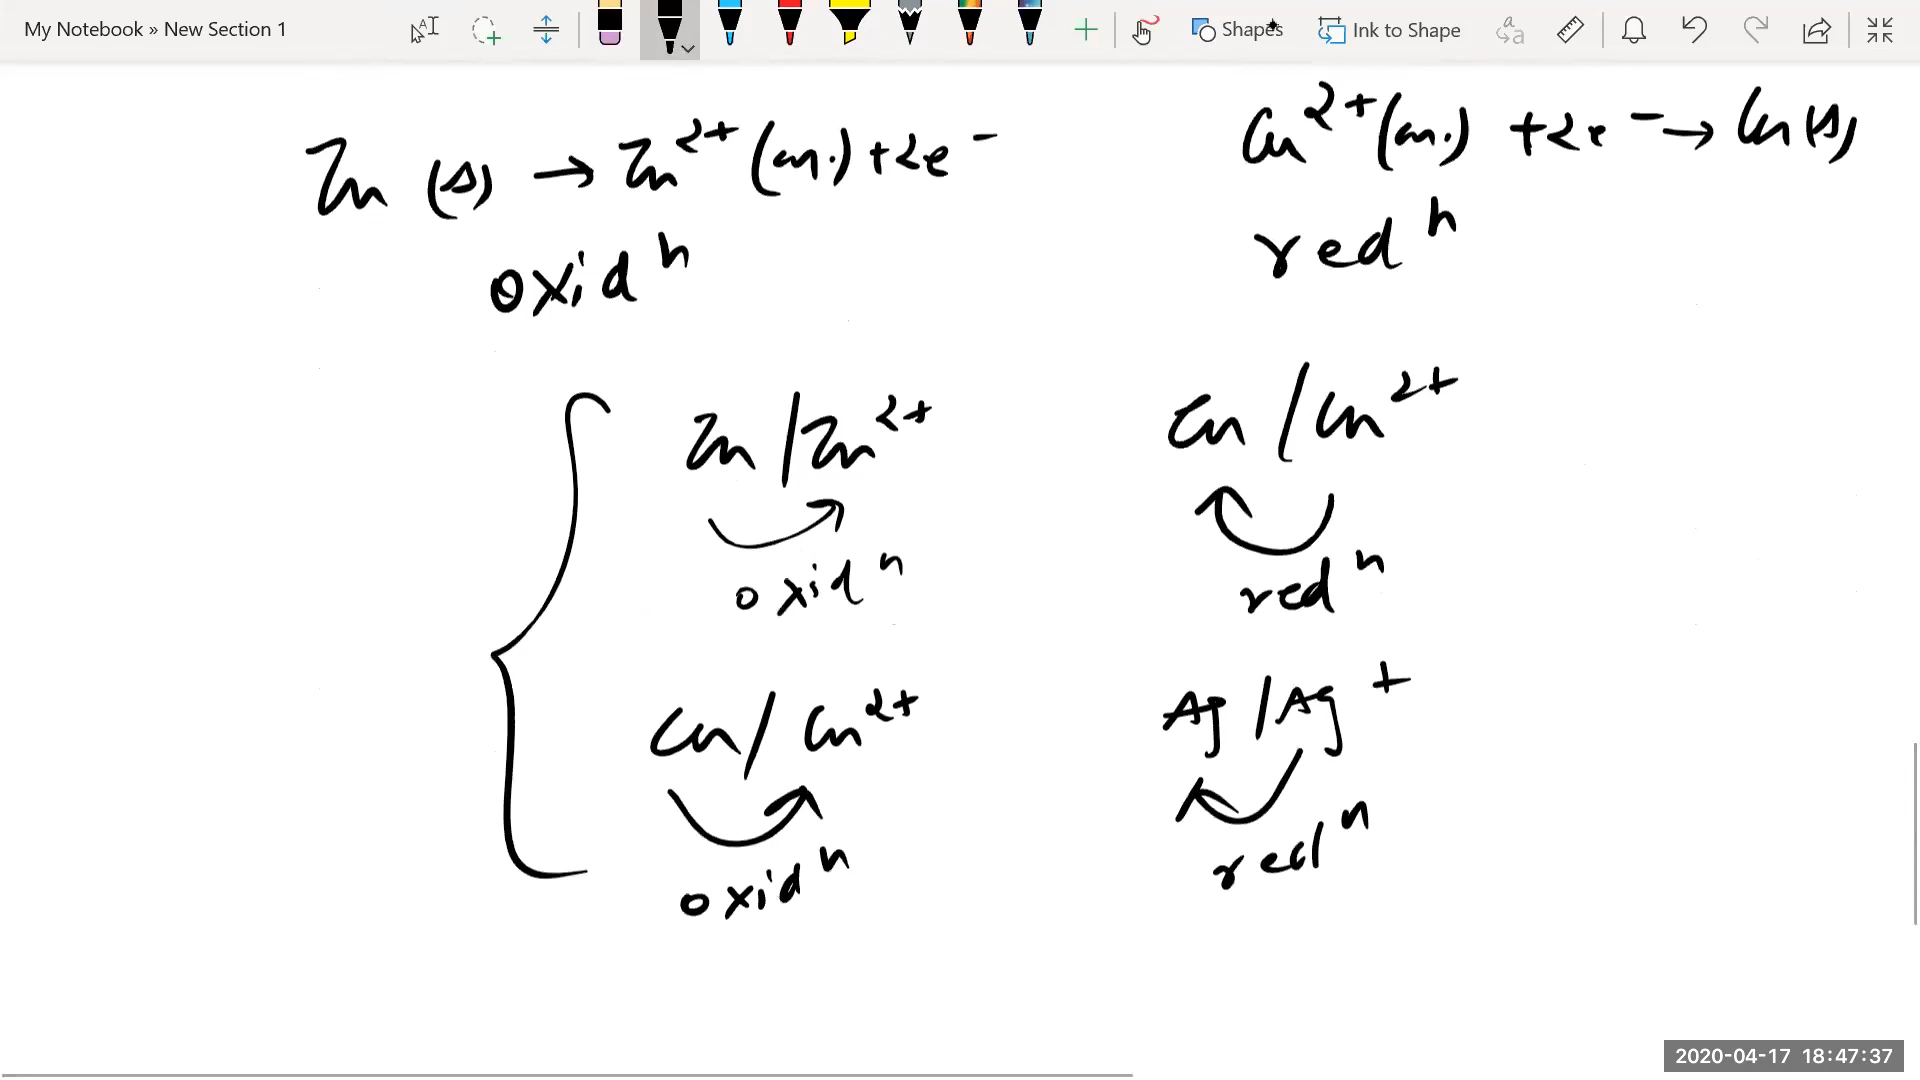 My Notebook » New Section 1
Shapes Ink to Shape
Zn (s) → Zn²⁺ (aq.) + 2e⁻
Cu²⁺ (aq.) + 2e⁻ → Cu (s)
oxidⁿ
redⁿ
Zn / Zn²⁺
Cu / Cu²⁺
oxidⁿ
redⁿ
Cu / Cu²⁺
Ag / Ag⁺
oxidⁿ
redⁿ
2020-04-17 18:47:37